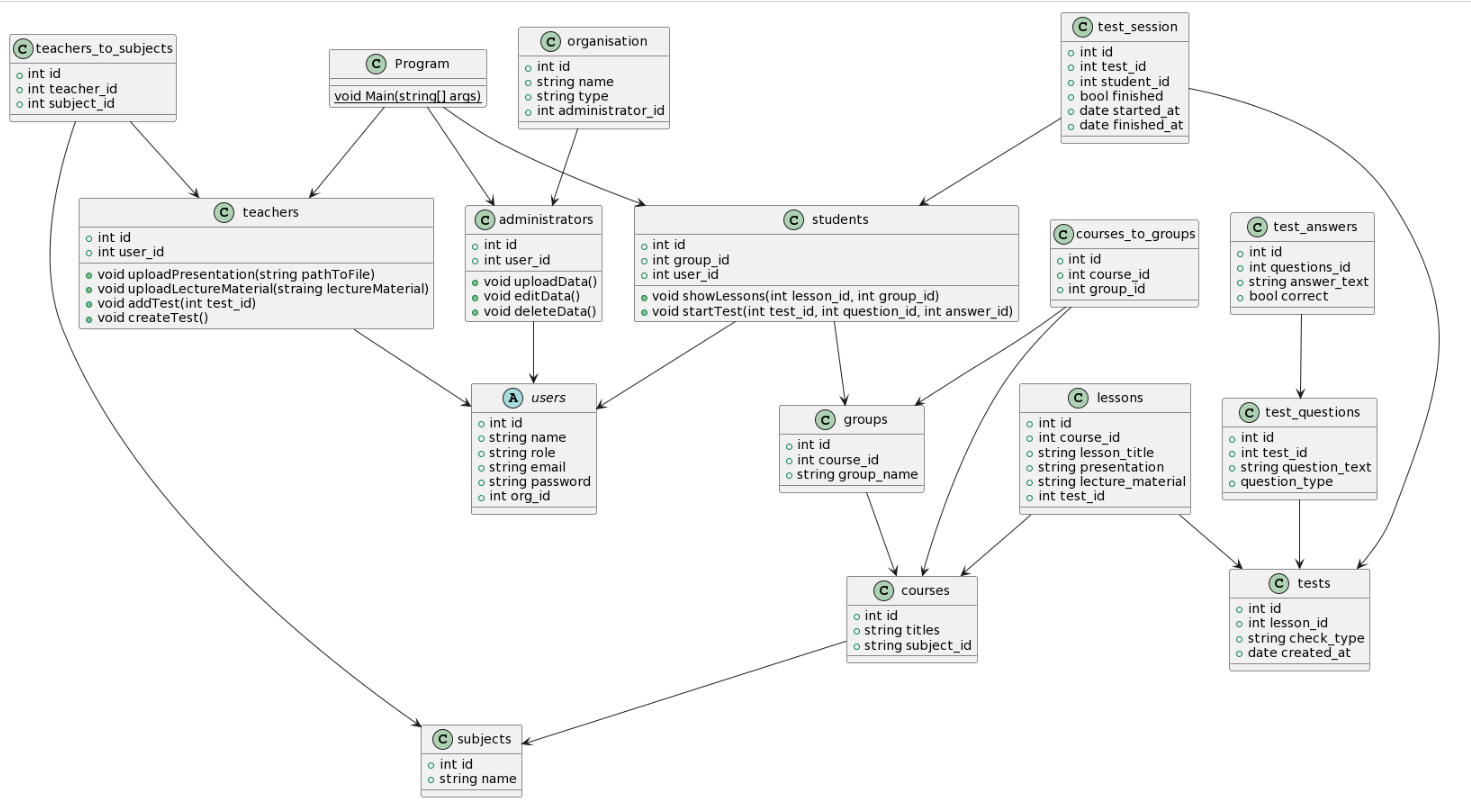 C teachers_to_subjects
int id
int teacher_id
int subject_id
C Program
void Main(string[] args)
C organisation
int id
string name
string type
int administrator_id
C test_session
int id
int test_id
int student_id
bool finished
date started_at
date finished_at
C teachers
int id
int user_id
void uploadPresentation(string pathToFile)
void uploadLectureMaterial(straing lectureMaterial)
void addTest(int test_id)
void createTest()
C administrators
int id
int user_id
void uploadData()
void editData()
void deleteData()
C students
int id
int group_id
int user_id
void showLessons(int lesson_id, int group_id)
void startTest(int test_id, int question_id, int answer_id)
C courses_to_groups
int id
int course_id
int group_id
C test_answers
int id
int questions_id
string answer_text
bool correct
A users
int id
string name
string role
string email
string password
int org_id
C groups
int id
int course_id
string group_name
C lessons
int id
int course_id
string lesson_title
string presentation
string lecture_material
int test_id
C test_questions
int id
int test_id
string question_text
question_type
C courses
int id
string titles
string subject_id
C tests
int id
int lesson_id
string check_type
date created_at
C subjects
int id
string name